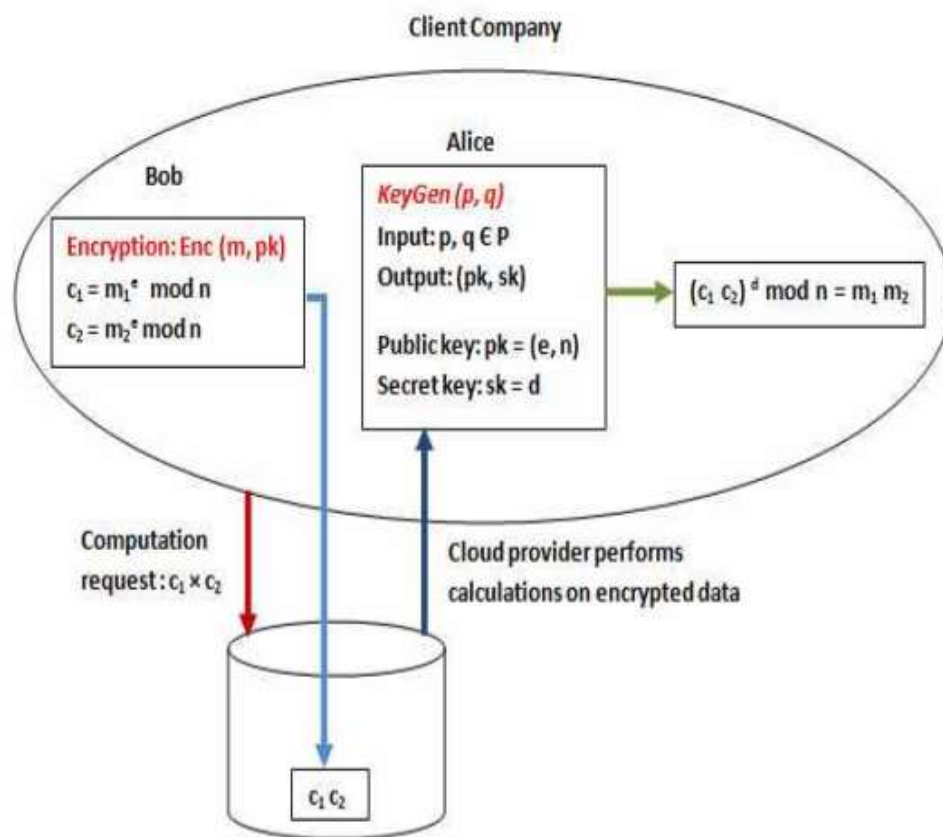 Client Company
Bob
Encryption: Enc (m, pk)
c₁ = m₁ᵉ mod n
c₂ = m₂ᵉ mod n
Alice
KeyGen (p, q)
Input: p, q Є P
Output: (pk, sk)
Public key: pk = (e, n)
Secret key: sk = d
(c₁ c₂) ᵈ mod n = m₁ m₂
Computation
request : c₁ × c₂
Cloud provider performs
calculations on encrypted data
c₁ c₂